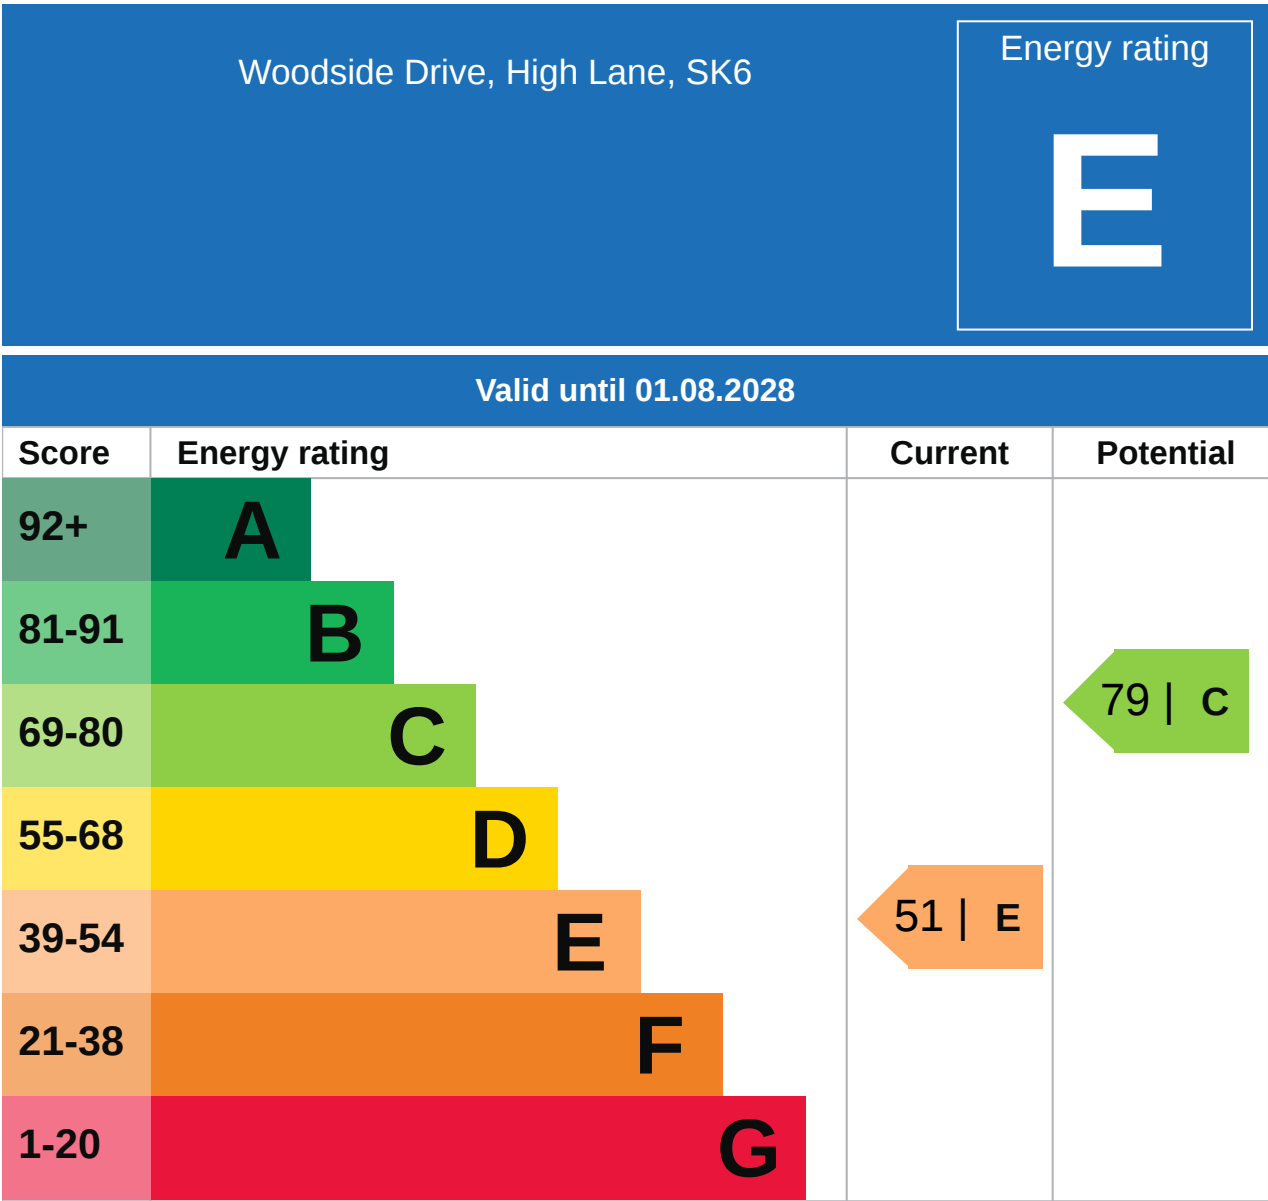 Woodside Drive, High Lane, SK6
Energy rating
E
Valid until 01.08.2028
Score Energy rating Current Potential
92+ A
81-91 B
69-80 C
79 | C
55-68 D
39-54 E
51 | E
21-38 F
1-20 G